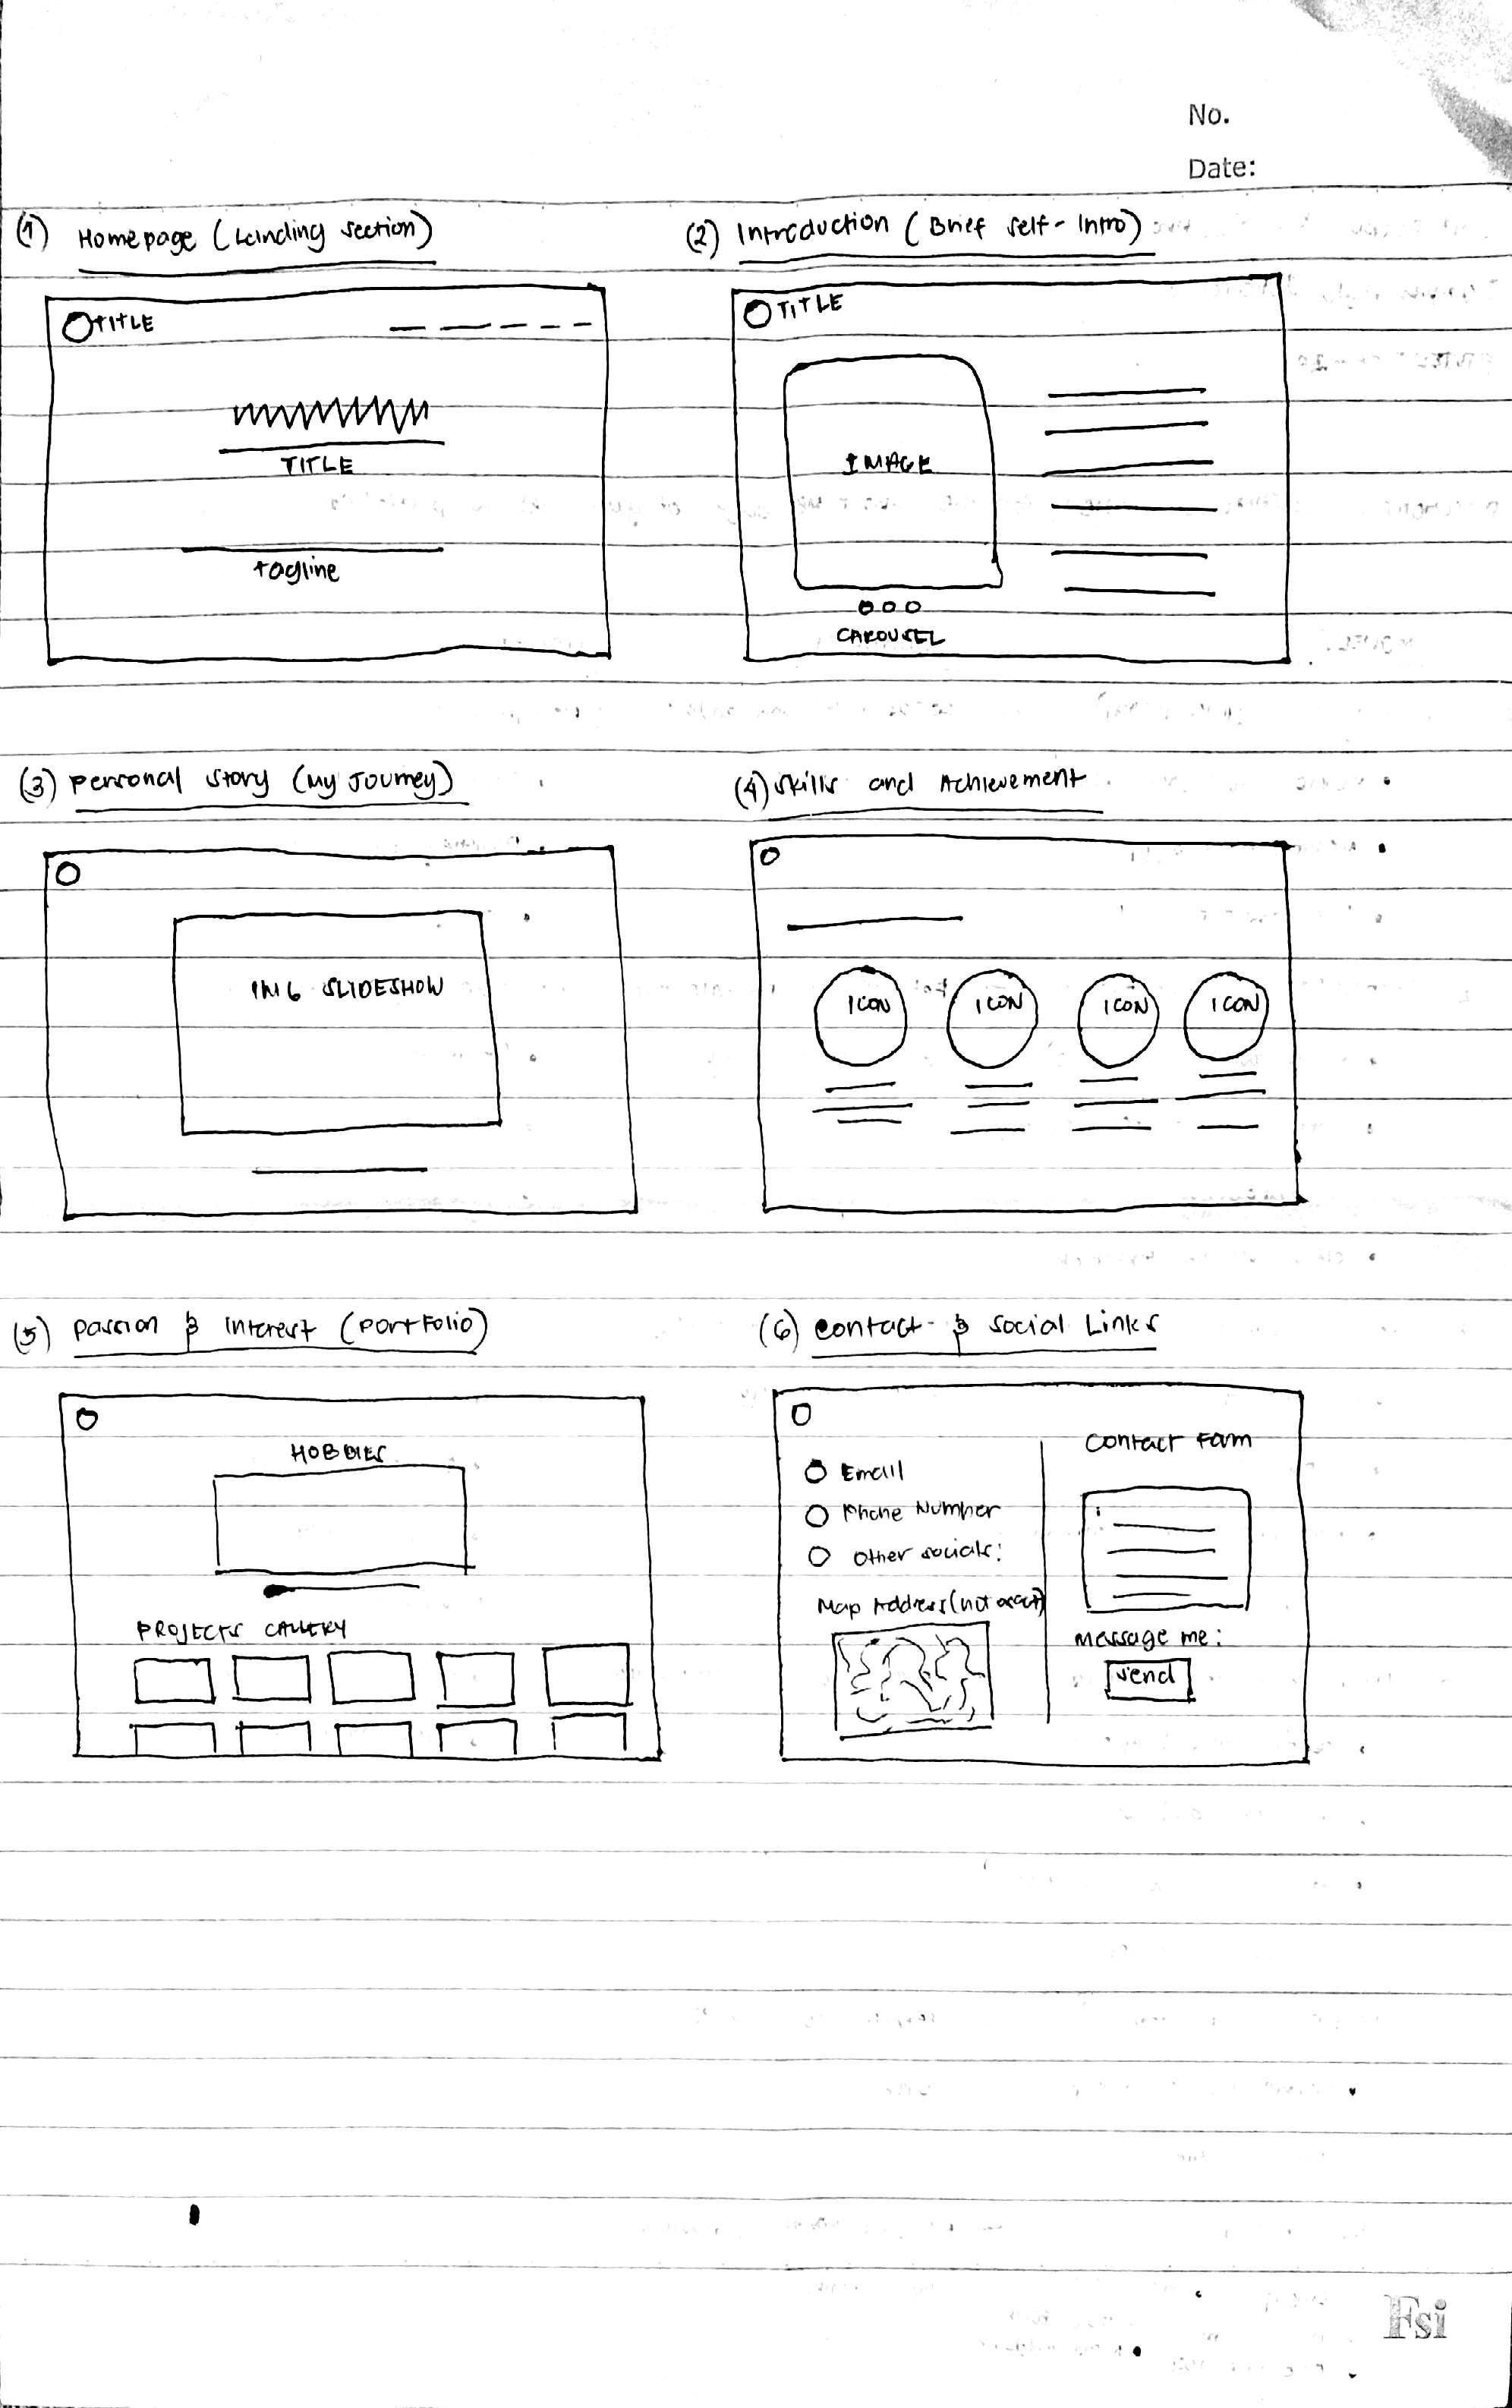 No.
Date:
(1) Homepage (Landing section)
TITLE
TITLE
tagline
(2) Introduction (Brief self-Intro)
TITLE
IMAGE
CAROUSEL
(3) Personal story (My Journey)
IMG SLIDESHOW
(4) skills and Achievement
ICON ICON ICON ICON
(5) Passion & Interest (Portfolio)
HOBBIES
PROJECTS GALLERY
(6) Contact & Social Links
Email
Phone Number
Other socials:
Map Address (not exact)
Contact Form
Message me:
Send
Fsi